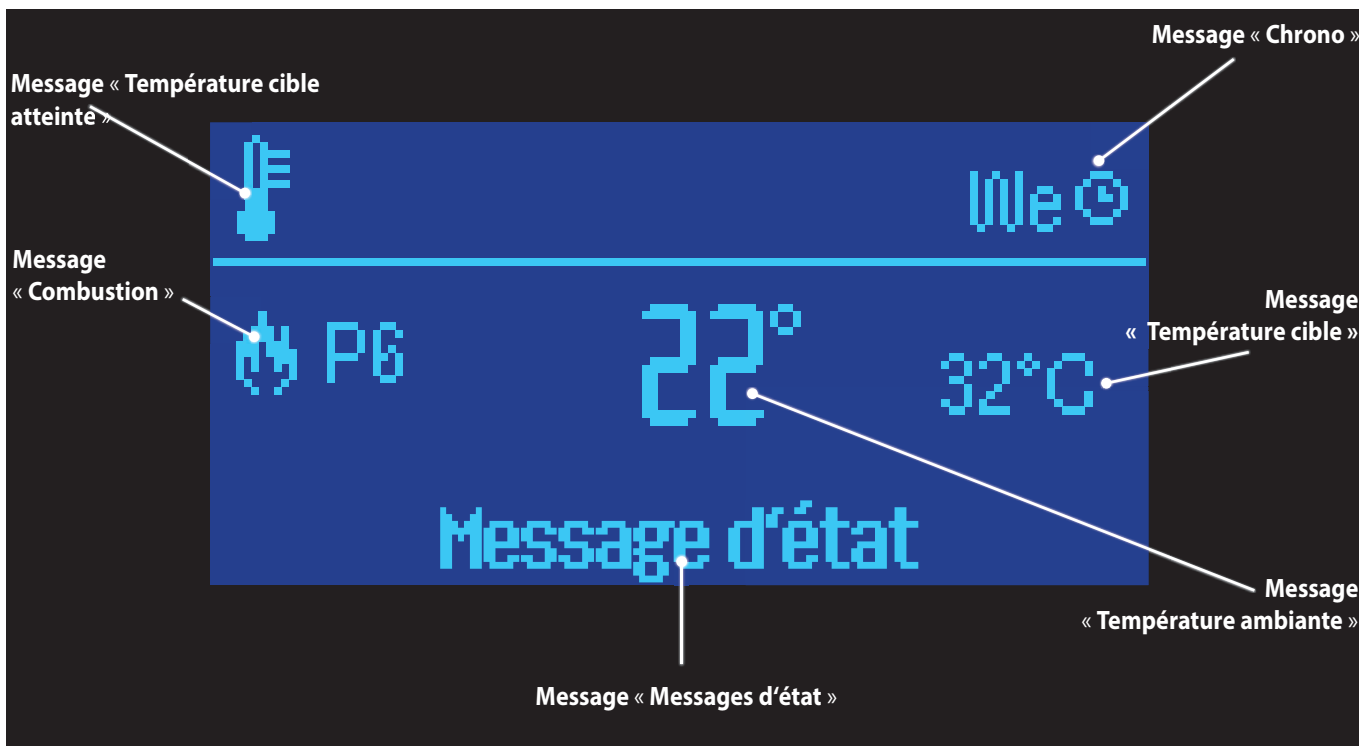 Message « Chrono »
Message « Température cible
atteinte »
We
Message
« Combustion »
P6
22°
32°C
Message
« Température cible »
Message d'état
Message
« Température ambiante »
Message « Messages d‘état »